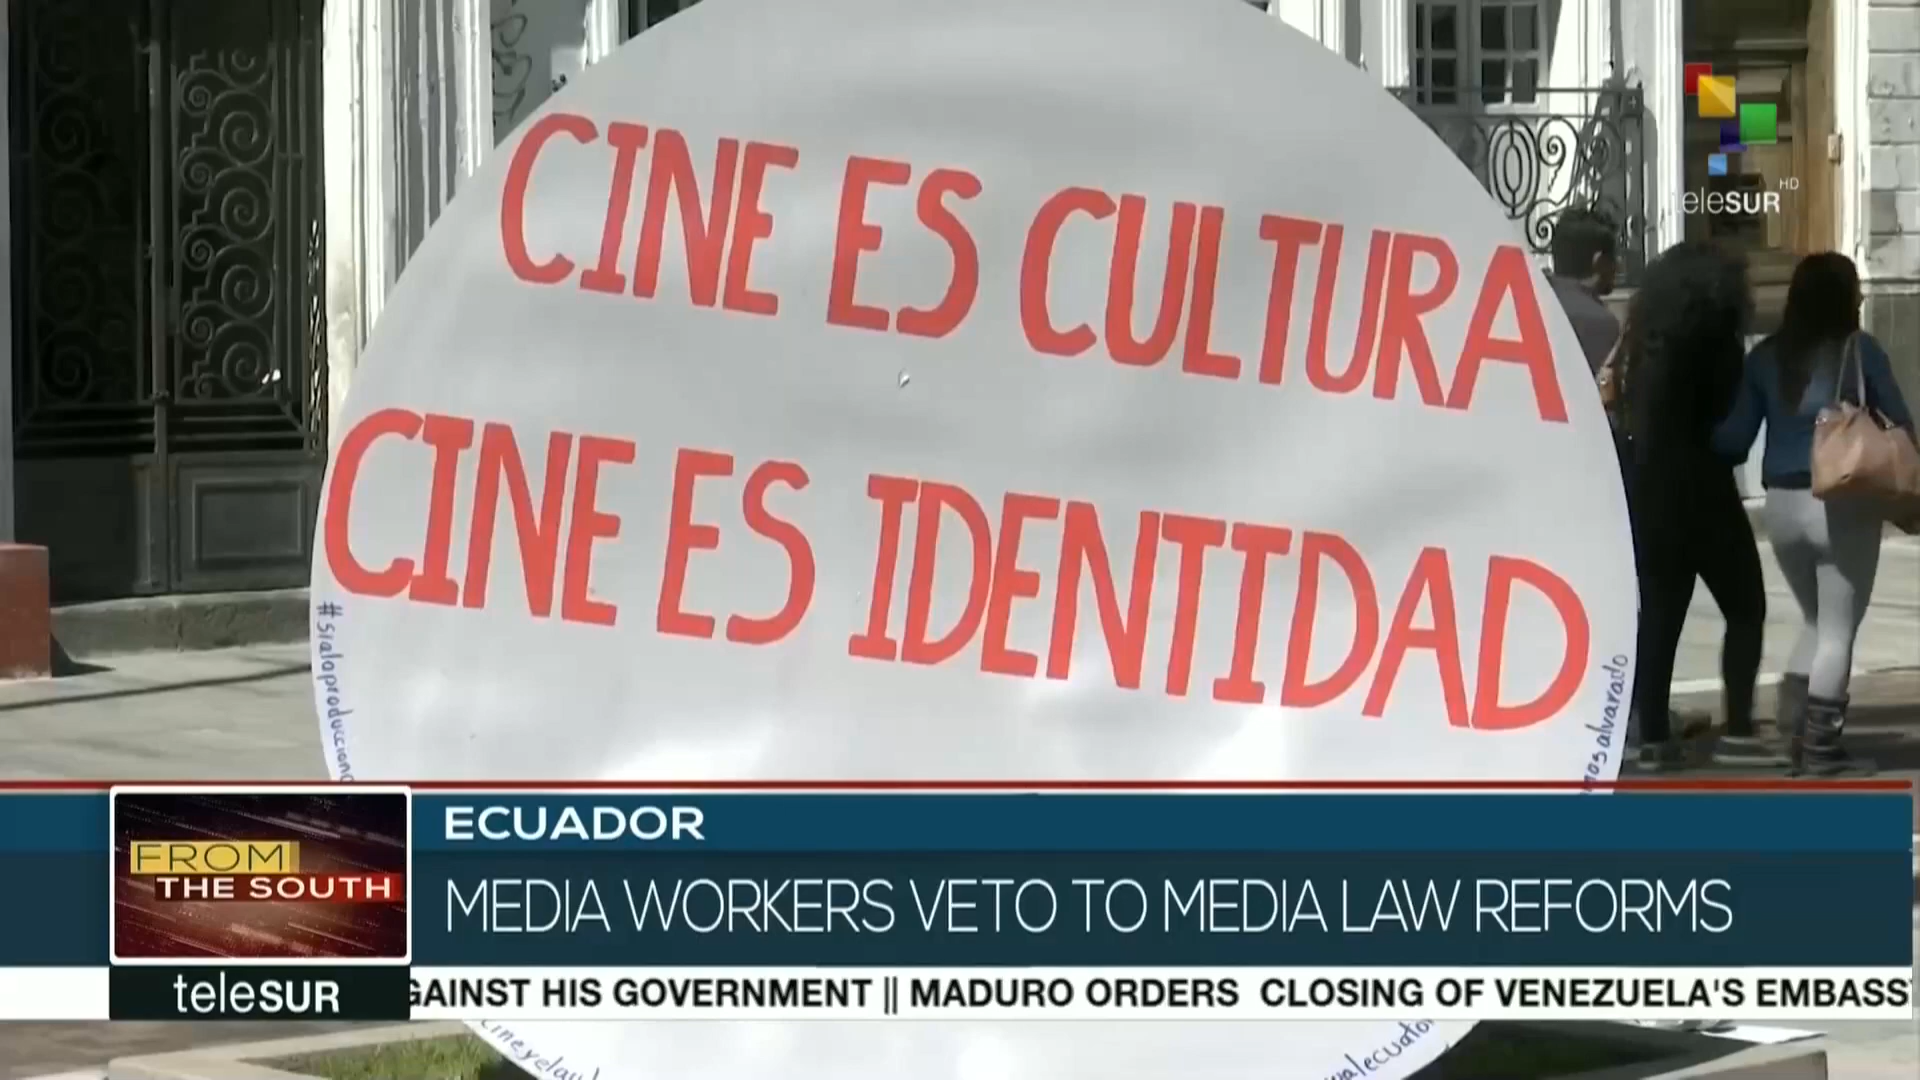 CINE ES CULTURA
CINE ES IDENTIDAD
teleSUR HD
ECUADOR
FROM
THE SOUTH
MEDIA WORKERS VETO TO MEDIA LAW REFORMS
teleSUR
GAINST HIS GOVERNMENT || MADURO ORDERS CLOSING OF VENEZUELA'S EMBASS